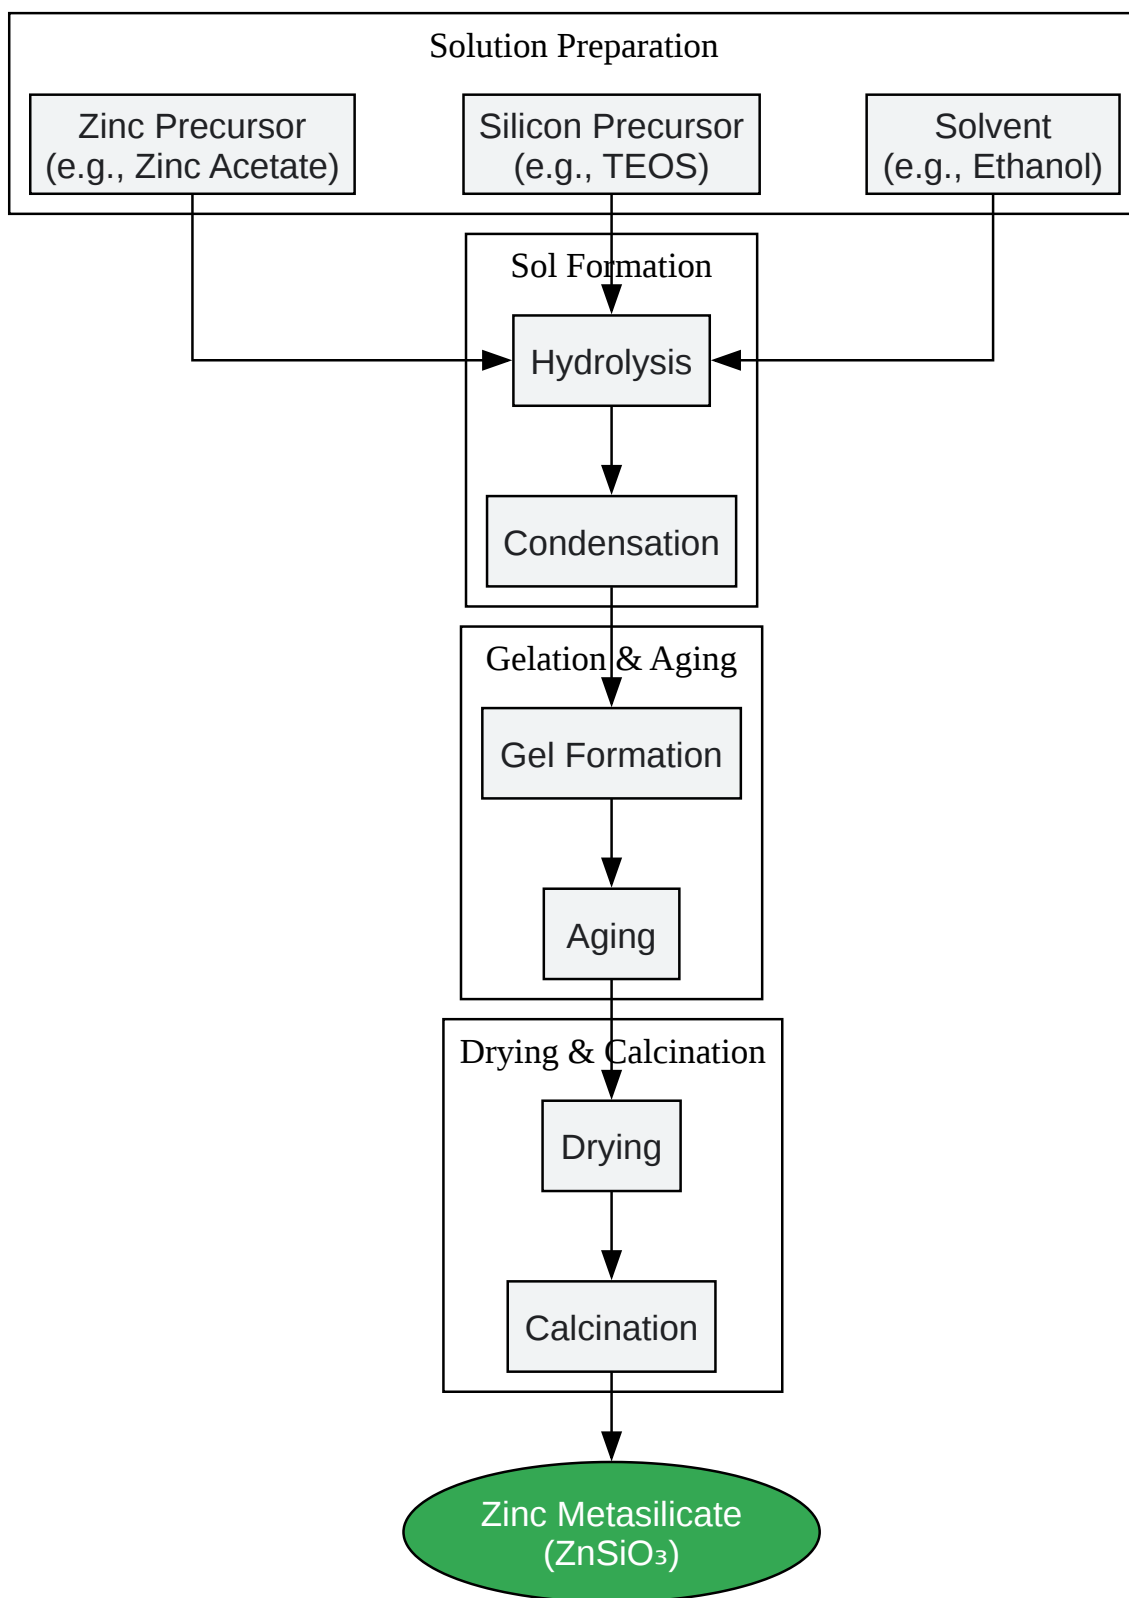 Solution Preparation
Zinc Precursor
(e.g., Zinc Acetate)
Silicon Precursor
(e.g., TEOS)
Solvent
(e.g., Ethanol)
Sol Formation
Hydrolysis
Condensation
Gelation & Aging
Gel Formation
Aging
Drying & Calcination
Drying
Calcination
Zinc Metasilicate
(ZnSiO₃)